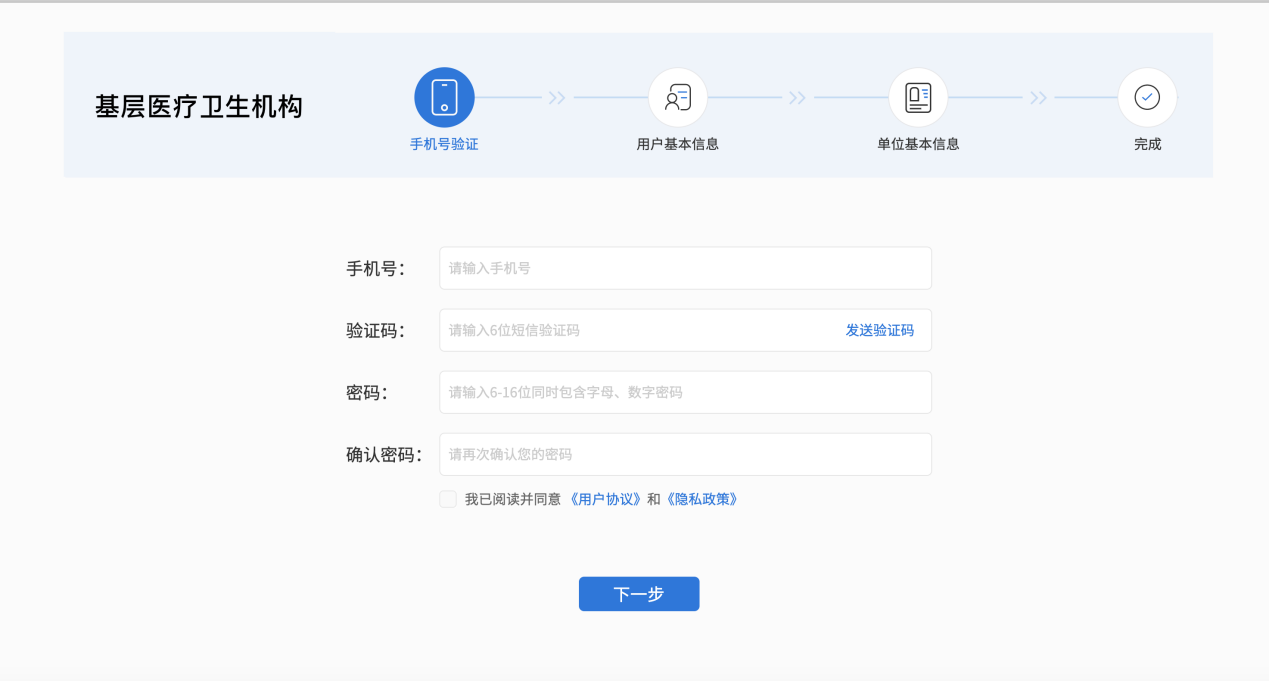 基层医疗卫生机构
手机号验证
用户基本信息
单位基本信息
完成
手机号：
请输入手机号
验证码：
请输入6位短信验证码
发送验证码
密码：
请输入6-16位同时包含字母、数字密码
确认密码：
请再次确认您的密码
我已阅读并同意《用户协议》和《隐私政策》
下一步